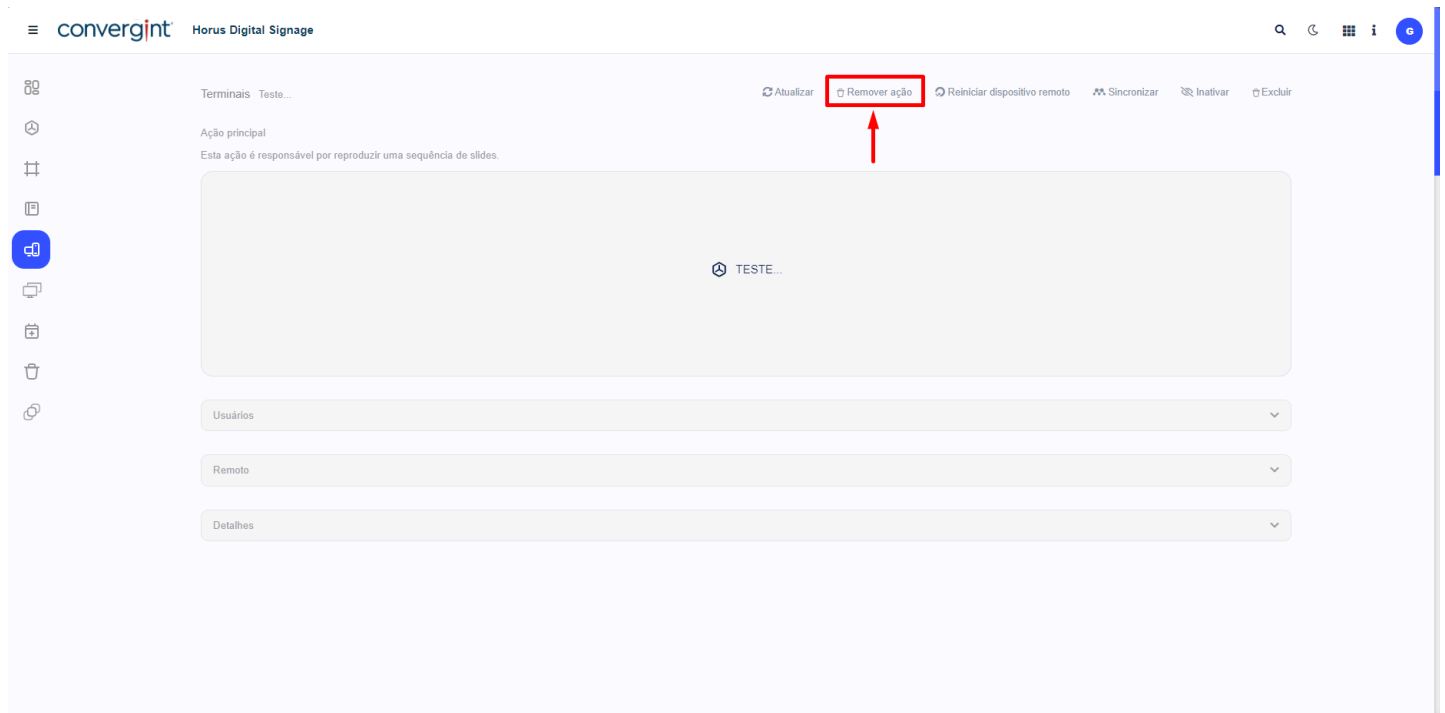 convergint Horus Digital Signage
i G
Terminais Teste... Atualizar Remover ação Reiniciar dispositivo remoto Sincronizar Inativar Excluir
Ação principal
Esta ação é responsável por reproduzir uma sequência de slides.
TESTE...
Usuários
Remoto
Detalhes